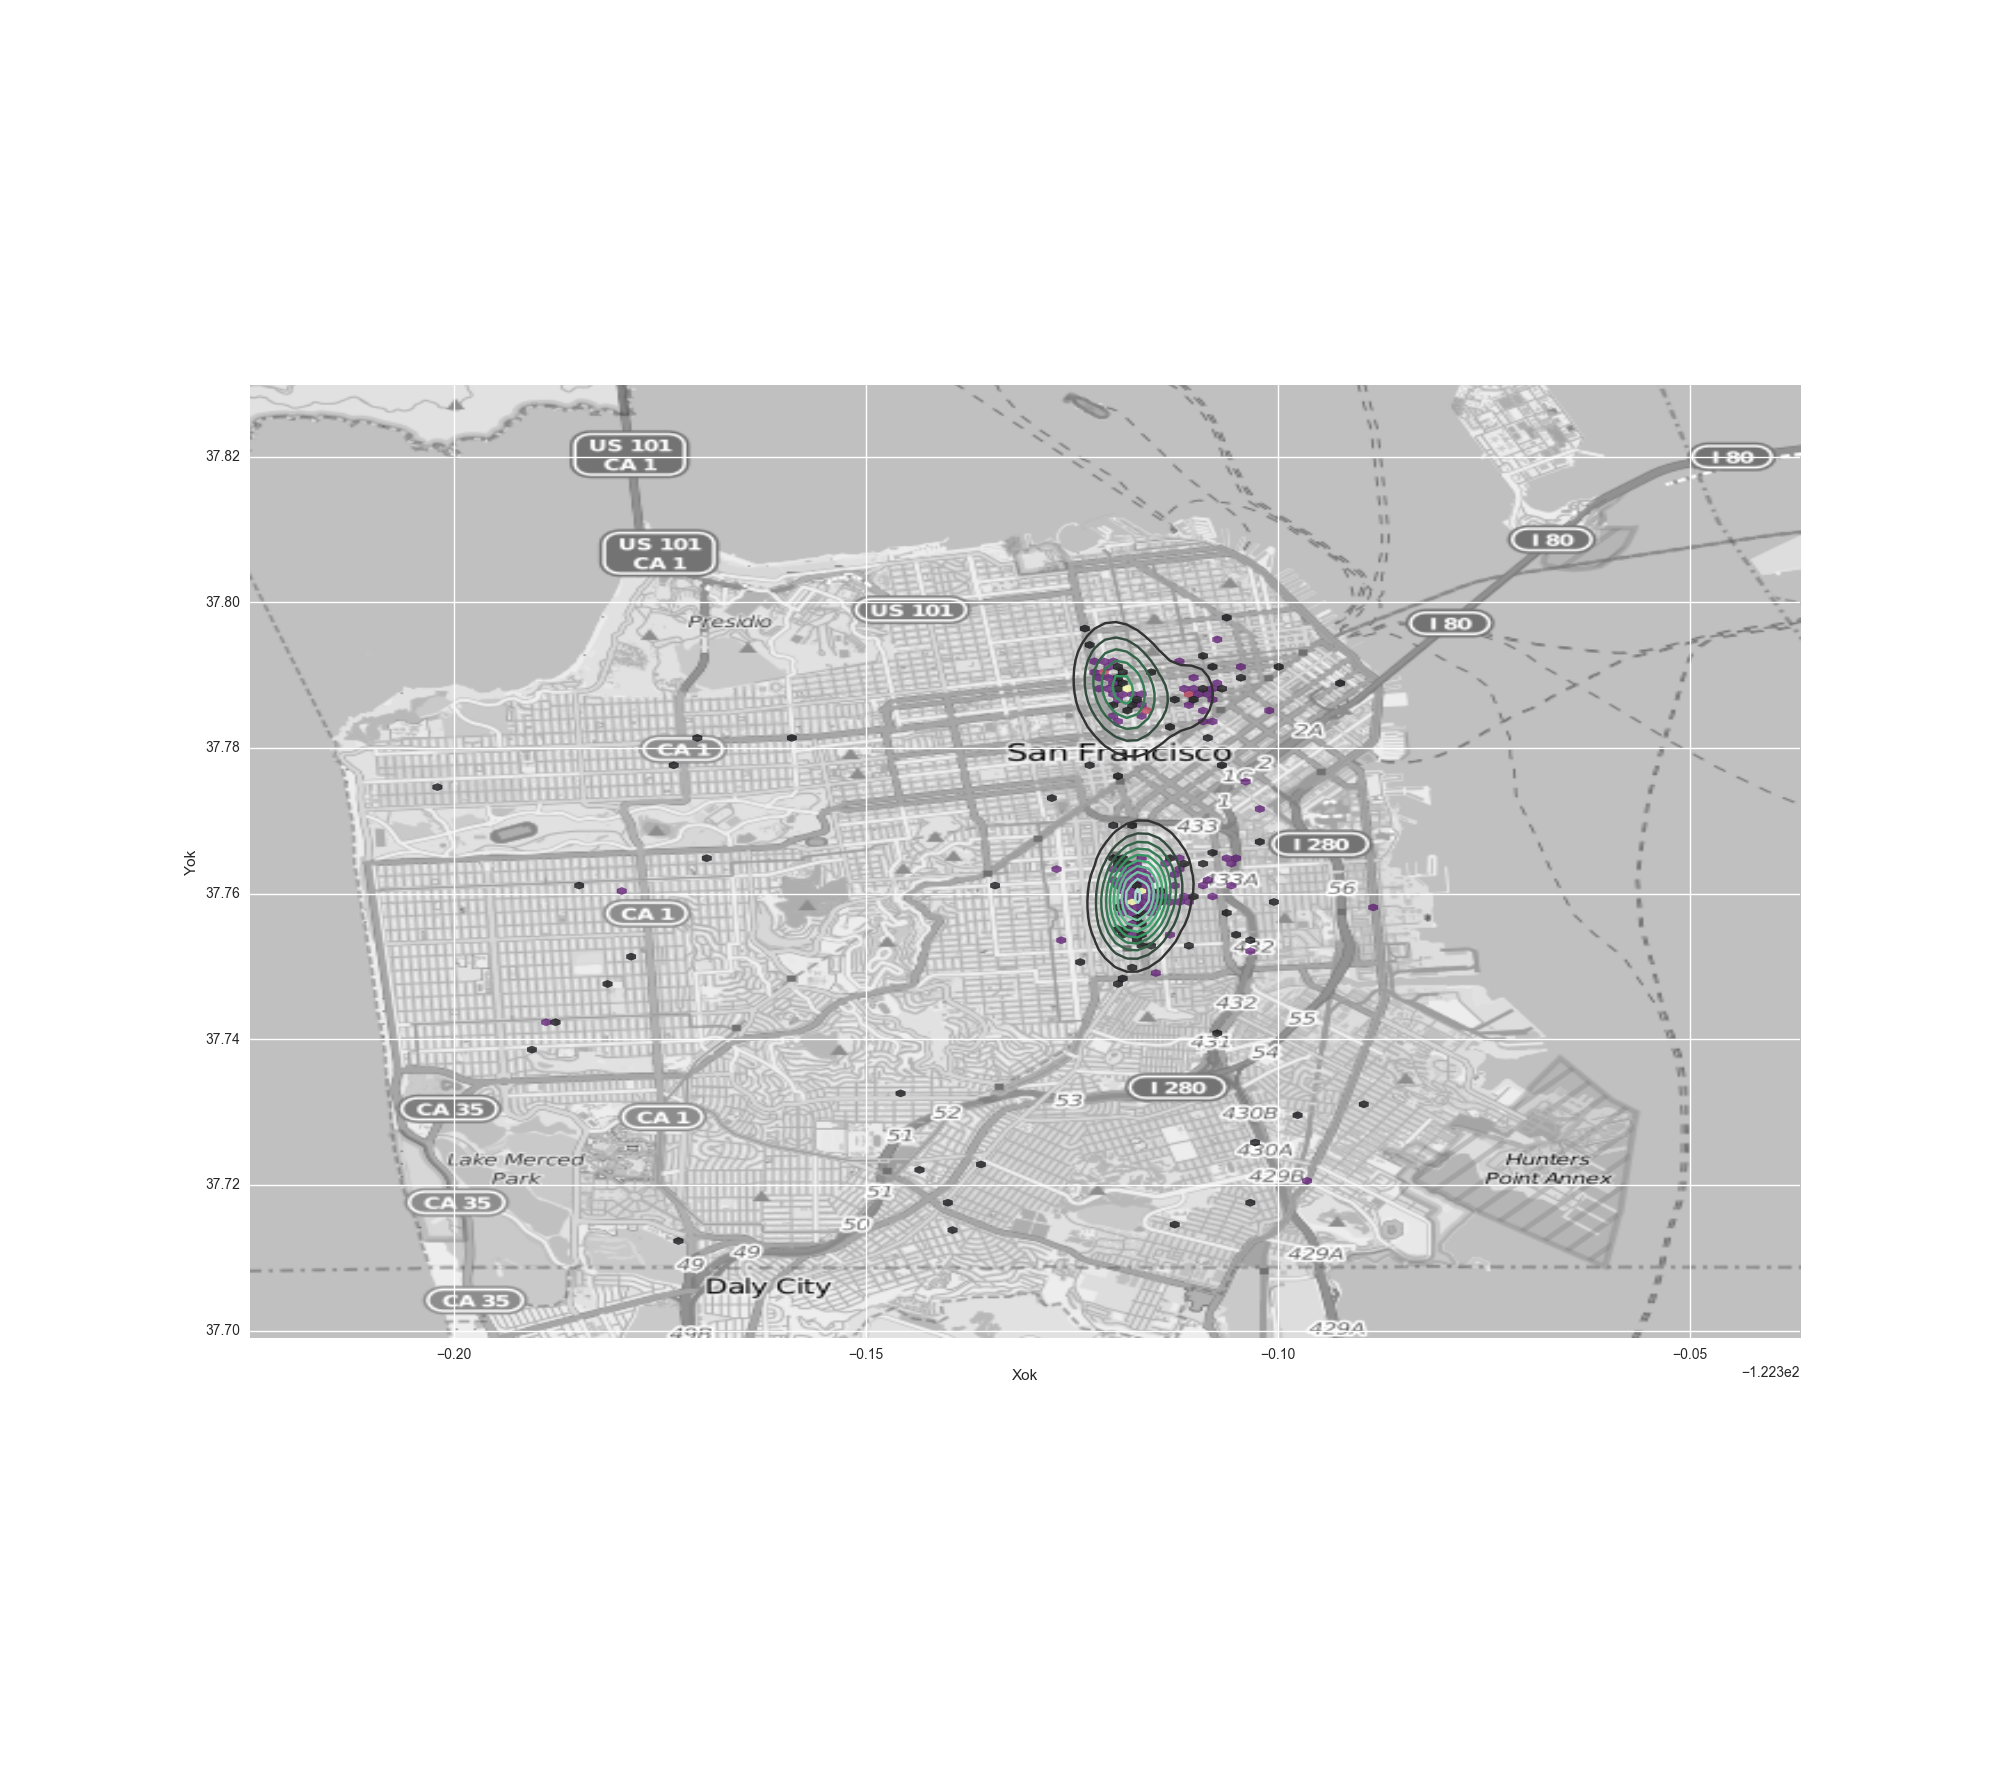 37.82
37.80
37.78
37.76
37.74
37.72
37.70
Yok
US 101
CA 1
I 80
US 101
CA 1
I 80
US 101
Presidio
I 80
2A
CA 1
San Francisco
2
1C
1
433
I 280
433A
56
CA 1
432
432
55
431
54
I 280
53
CA 35
CA 1
52
430B
51
430A
Lake Merced
Park
Hunters
Point Annex
429B
51
CA 35
50
49
429A
49
Daly City
CA 35
49B
429A
−0.20
−0.15
−0.10
−0.05
Xok
−1.223e2